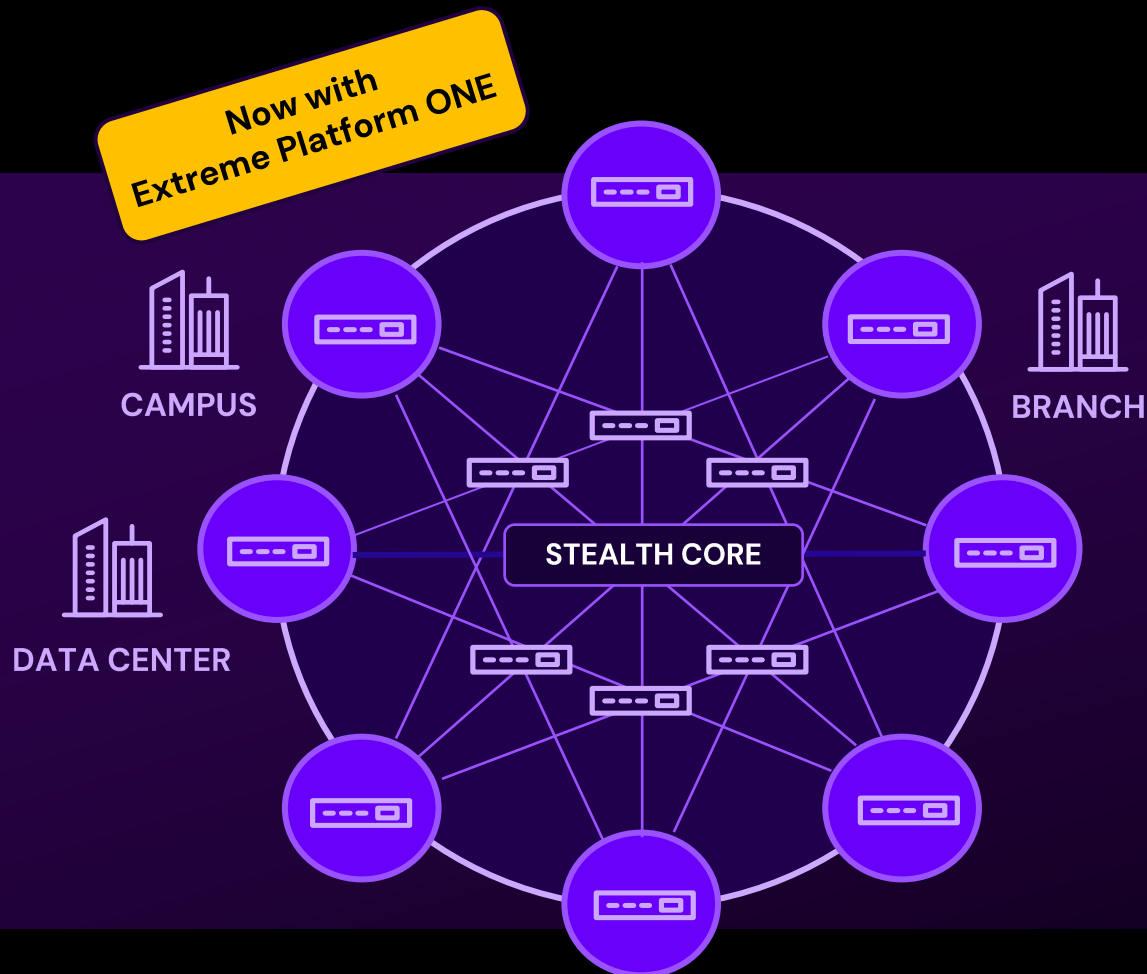 Now with
Extreme Platform ONE
CAMPUS
BRANCH
STEALTH CORE
DATA CENTER